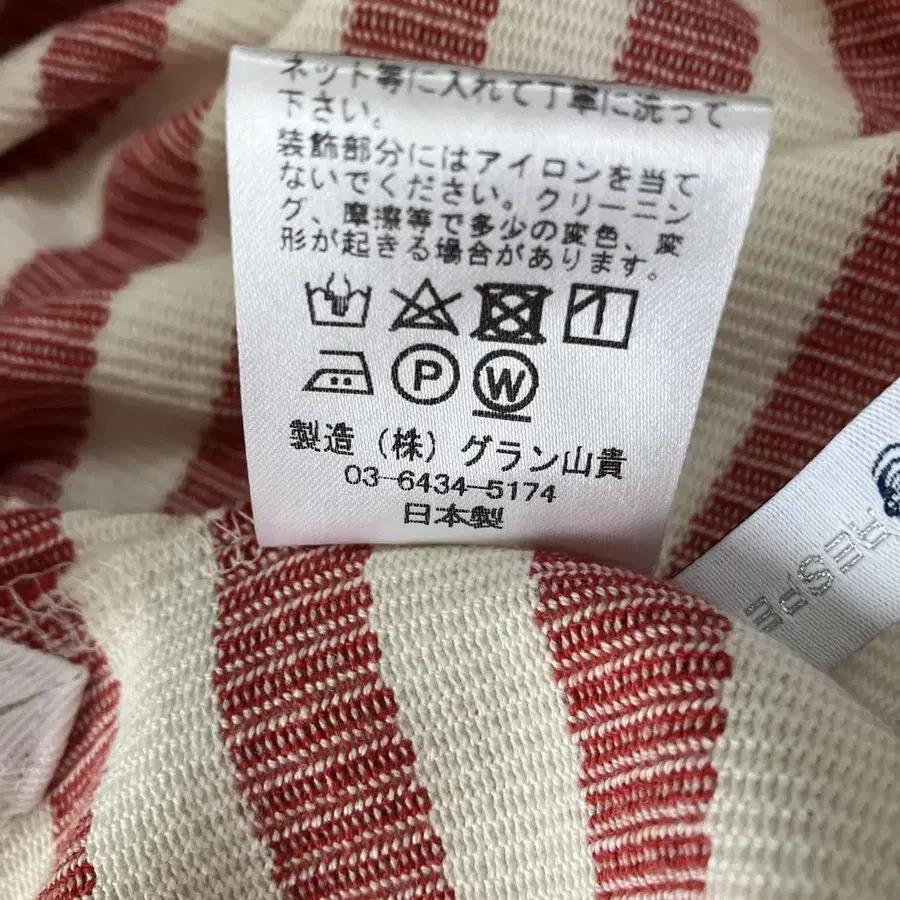 ネット等に入れて丁寧に洗って
下さい。
装飾部分にはアイロンを当て
ないでください。クリーニン
グ、摩擦等で多少の変色、変
形が起きる場合があります。
P
W
製造（株）グラン山貴
03-6434-5174
日本製